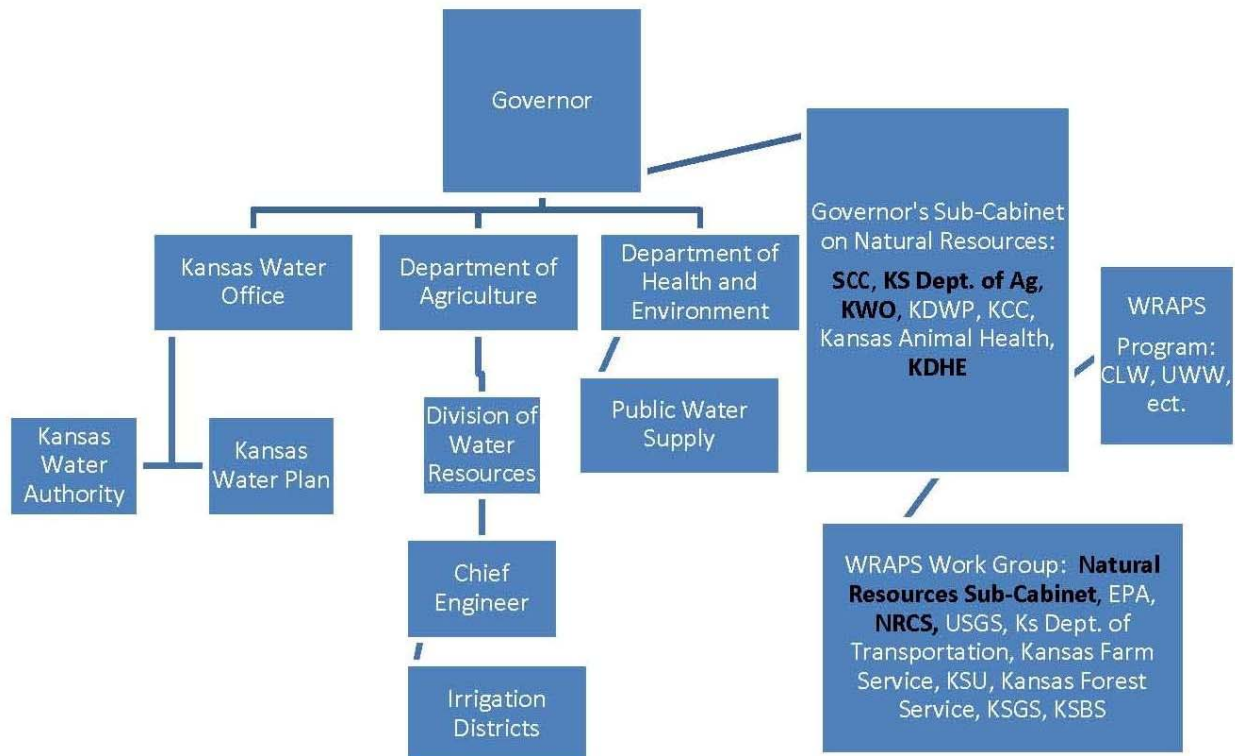 Governor
Governor's Sub-Cabinet
on Natural Resources:
SCC, KS Dept. of Ag,
KWO, KDWP, KCC,
Kansas Animal Health,
KDHE
Kansas Water
Office
Department of
Agriculture
Department of
Health and
Environment
WRAPS
Program:
CLW, UWW,
ect.
Kansas
Water
Authority
Kansas
Water Plan
Division of
Water
Resources
Public Water
Supply
Chief
Engineer
Irrigation
Districts
WRAPS Work Group: Natural
Resources Sub-Cabinet, EPA,
NRCS, USGS, Ks Dept. of
Transportation, Kansas Farm
Service, KSU, Kansas Forest
Service, KSGS, KSBS